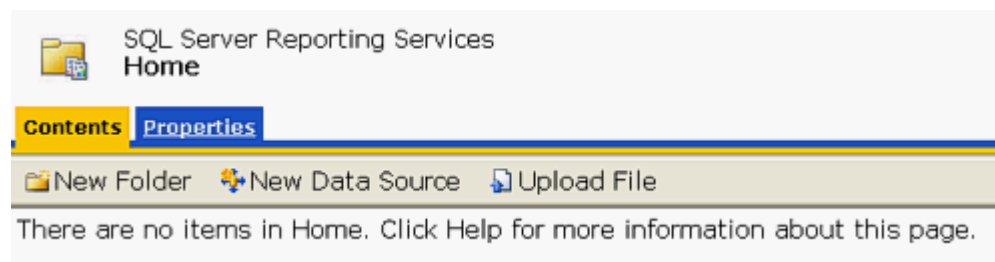 SQL Server Reporting Services
Home
Contents Properties
New Folder New Data Source Upload File
There are no items in Home. Click Help for more information about this page.